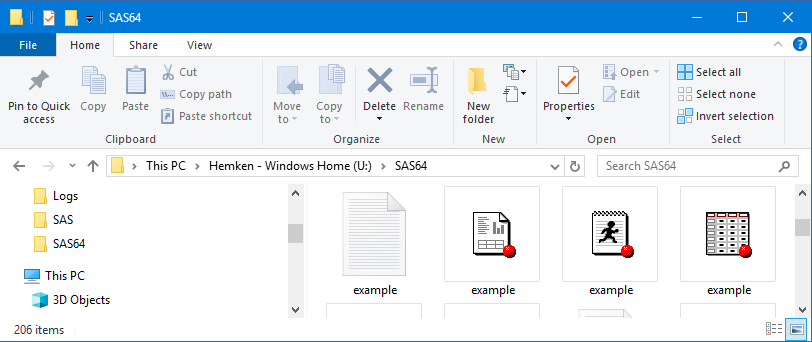 SAS64
File Home Share View
Pin to Quick access
Copy
Paste
Cut
Copy path
Paste shortcut
Clipboard
Move to
Copy to
Delete
Rename
Organize
New folder
New
Properties
Open
Edit
Open
Select all
Select none
Invert selection
Select
This PC > Hemken - Windows Home (U:) > SAS64
Search SAS64
Logs
SAS
SAS64
This PC
3D Objects
example example example example
206 items